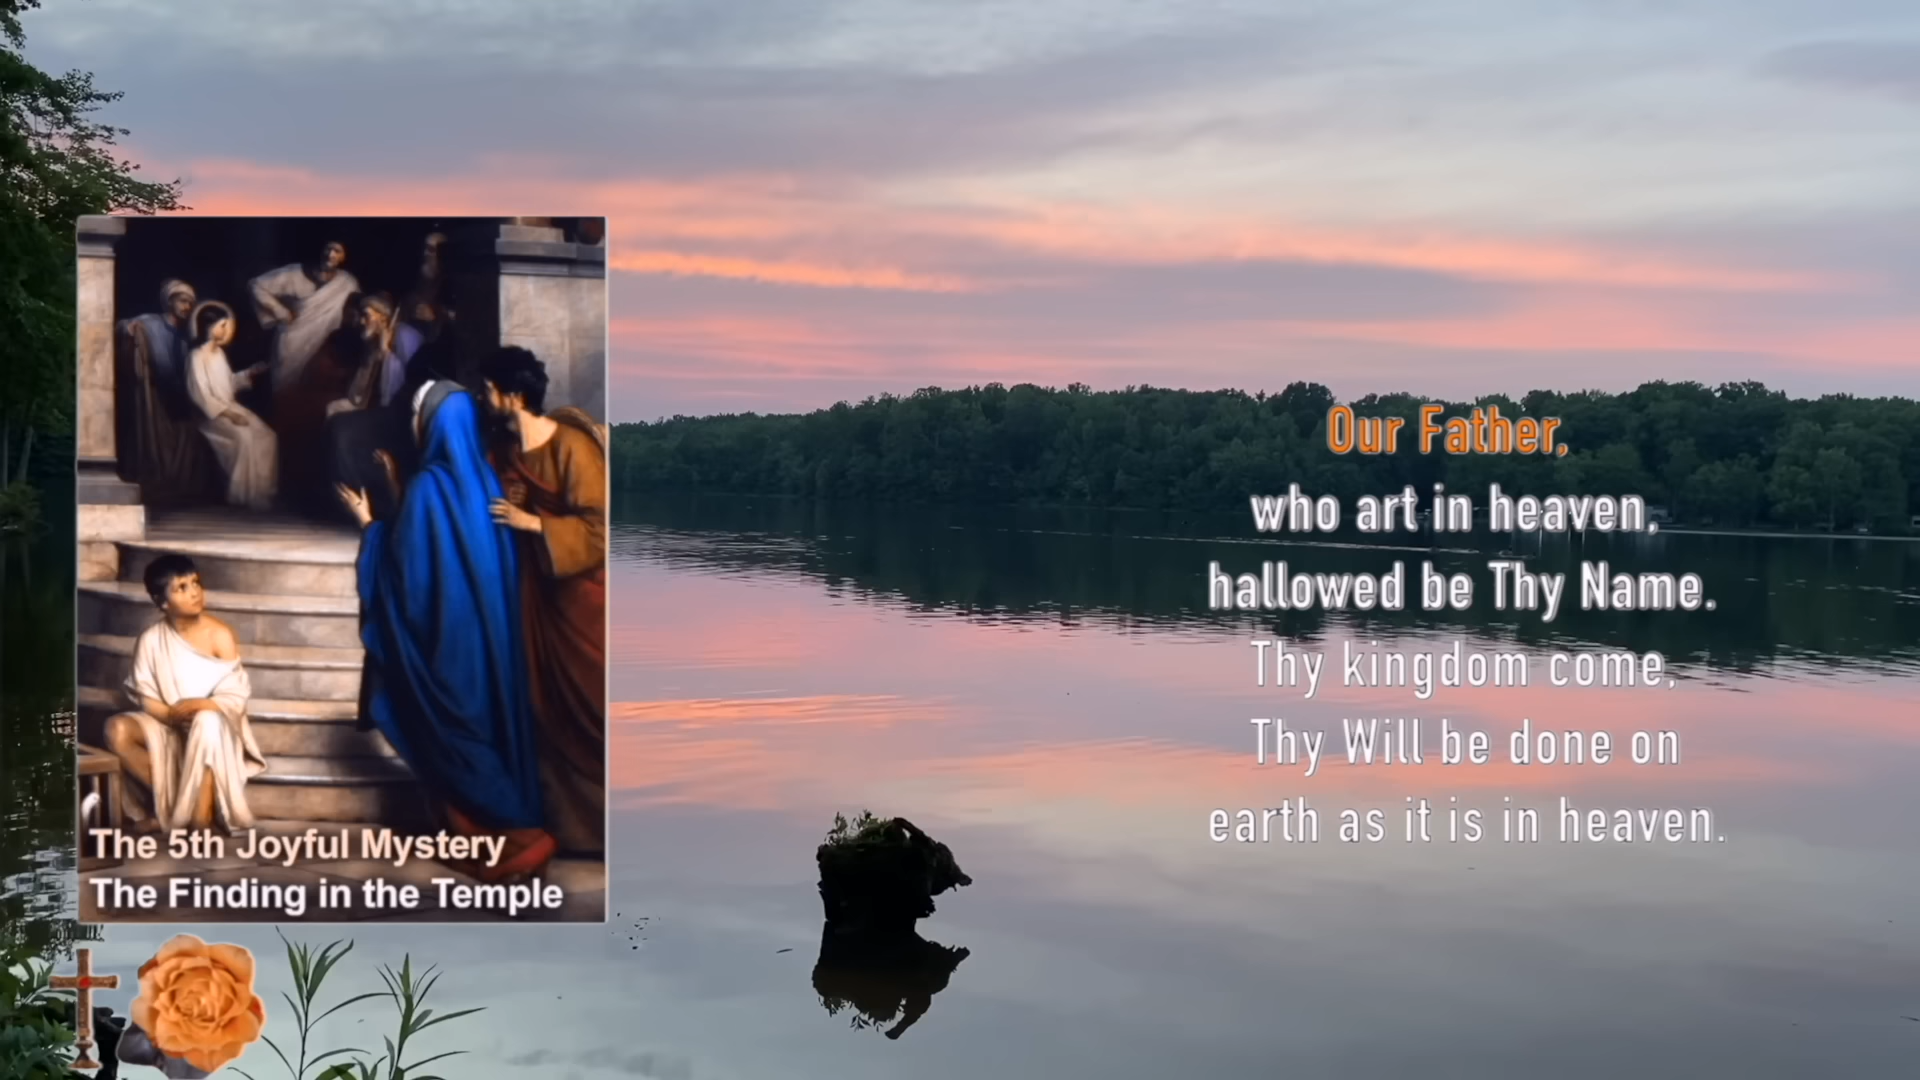 The 5th Joyful Mystery
The Finding in the Temple
Our Father,
who art in heaven,
hallowed be Thy Name.
Thy kingdom come,
Thy Will be done on
earth as it is in heaven.